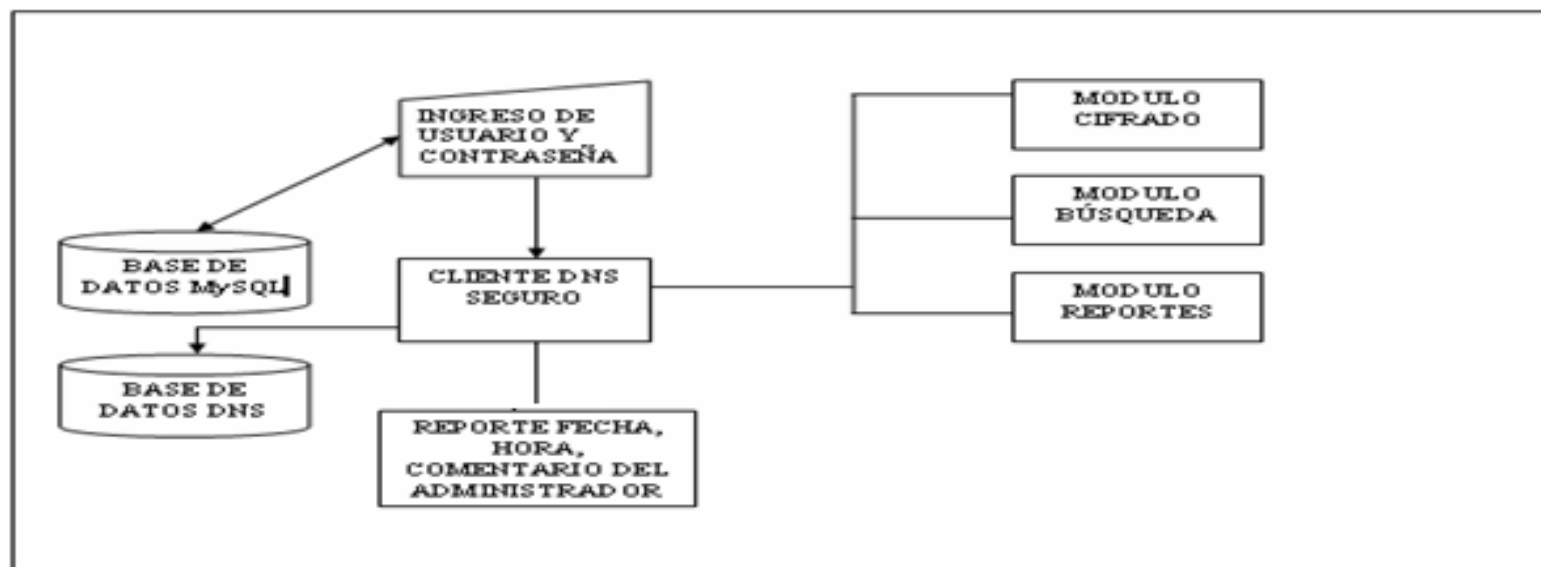 INGRESO DE
USUARIO Y
CONTRASEÑA
MODULO
CIFRADO
MODULO
BÚSQUEDA
BASE DE
DATOS MySQL
CLIENTE DNS
SEGURO
MODULO
REPORTES
BASE DE
DATOS DNS
REPORTE FECHA,
HORA,
COMENTARIO DEL
ADMINISTRADOR